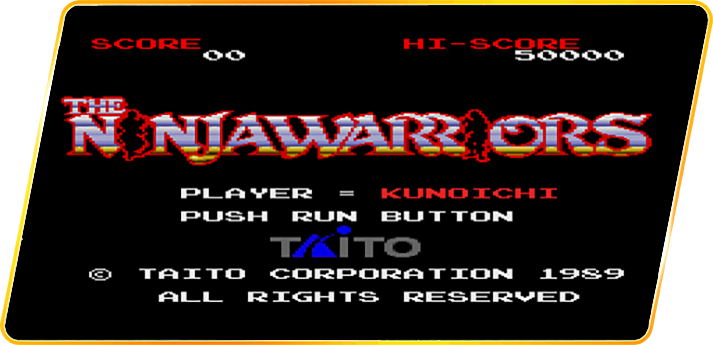 SCORE HI-SCORE
00 50000
THE
NINJAWARRIORS
PLAYER = KUNOICHI
PUSH RUN BUTTON
TAITO
© TAITO CORPORATION 1989
ALL RIGHTS RESERVED